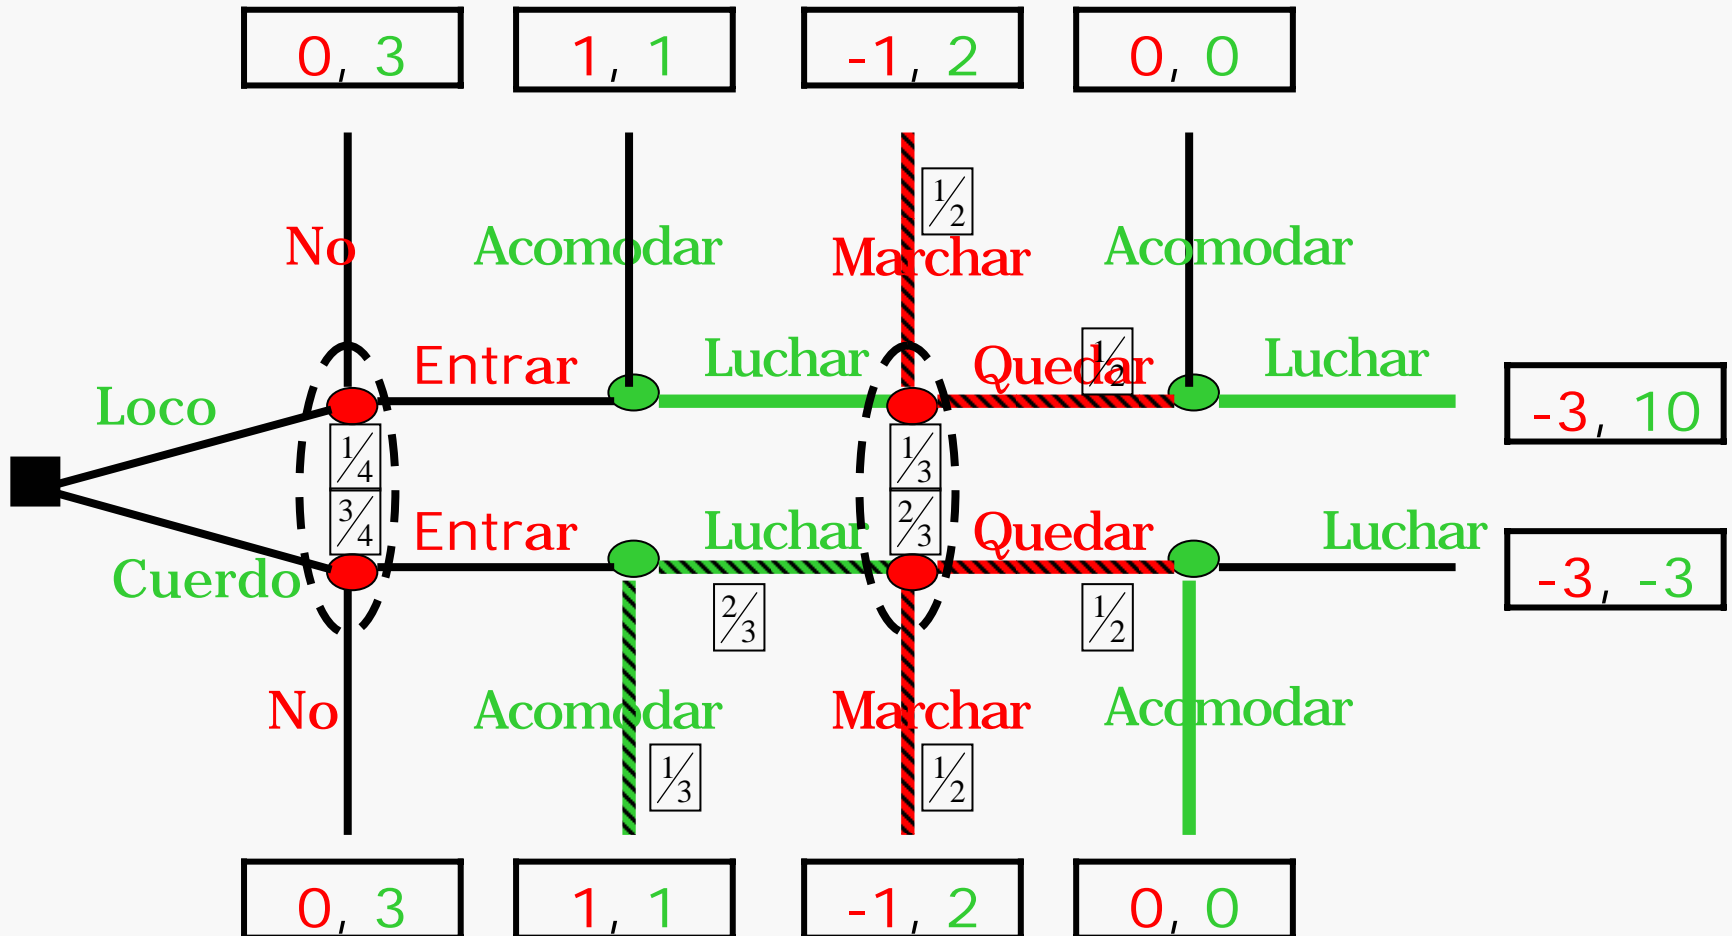 0, 3
1, 1
-1, 2
0, 0
1/2
No
Acomodar
Marchar
Acomodar
Entrar
Luchar
Quedar
1/2
Luchar
Loco
-3, 10
1/4
1/3
3/4
2/3
Entrar
Luchar
Quedar
Luchar
Cuerdo
-3, -3
2/3
1/2
No
Acomodar
Marchar
Acomodar
1/3
1/2
0, 3
1, 1
-1, 2
0, 0